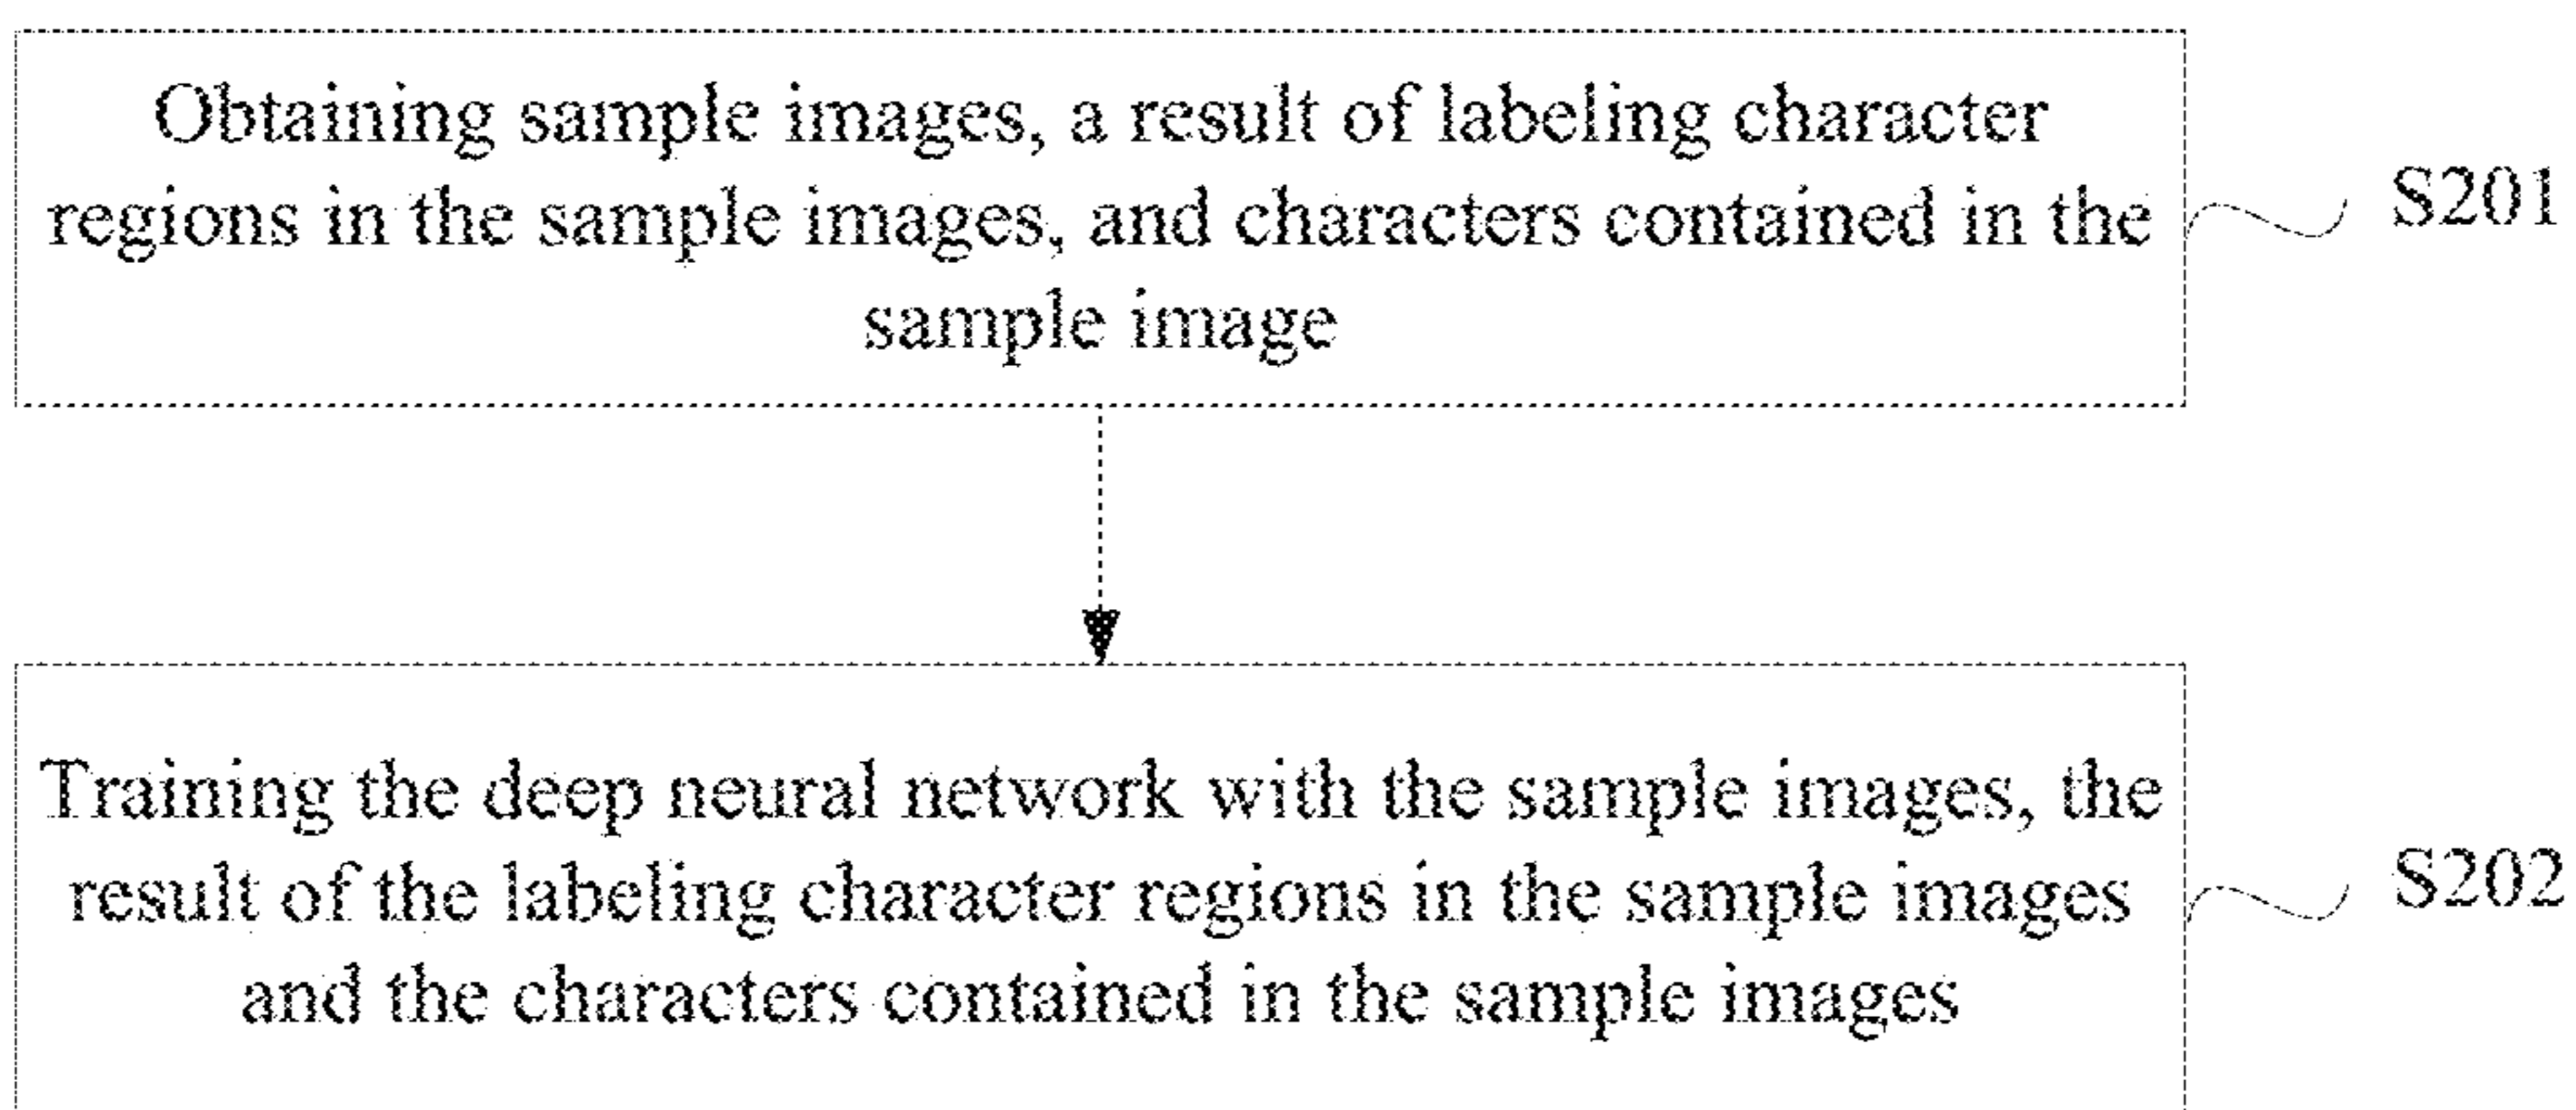 Obtaining sample images, a result of labeling character
regions in the sample images, and characters contained in the
sample image
S201
Training the deep neural network with the sample images, the
result of the labeling character regions in the sample images
and the characters contained in the sample images
S202